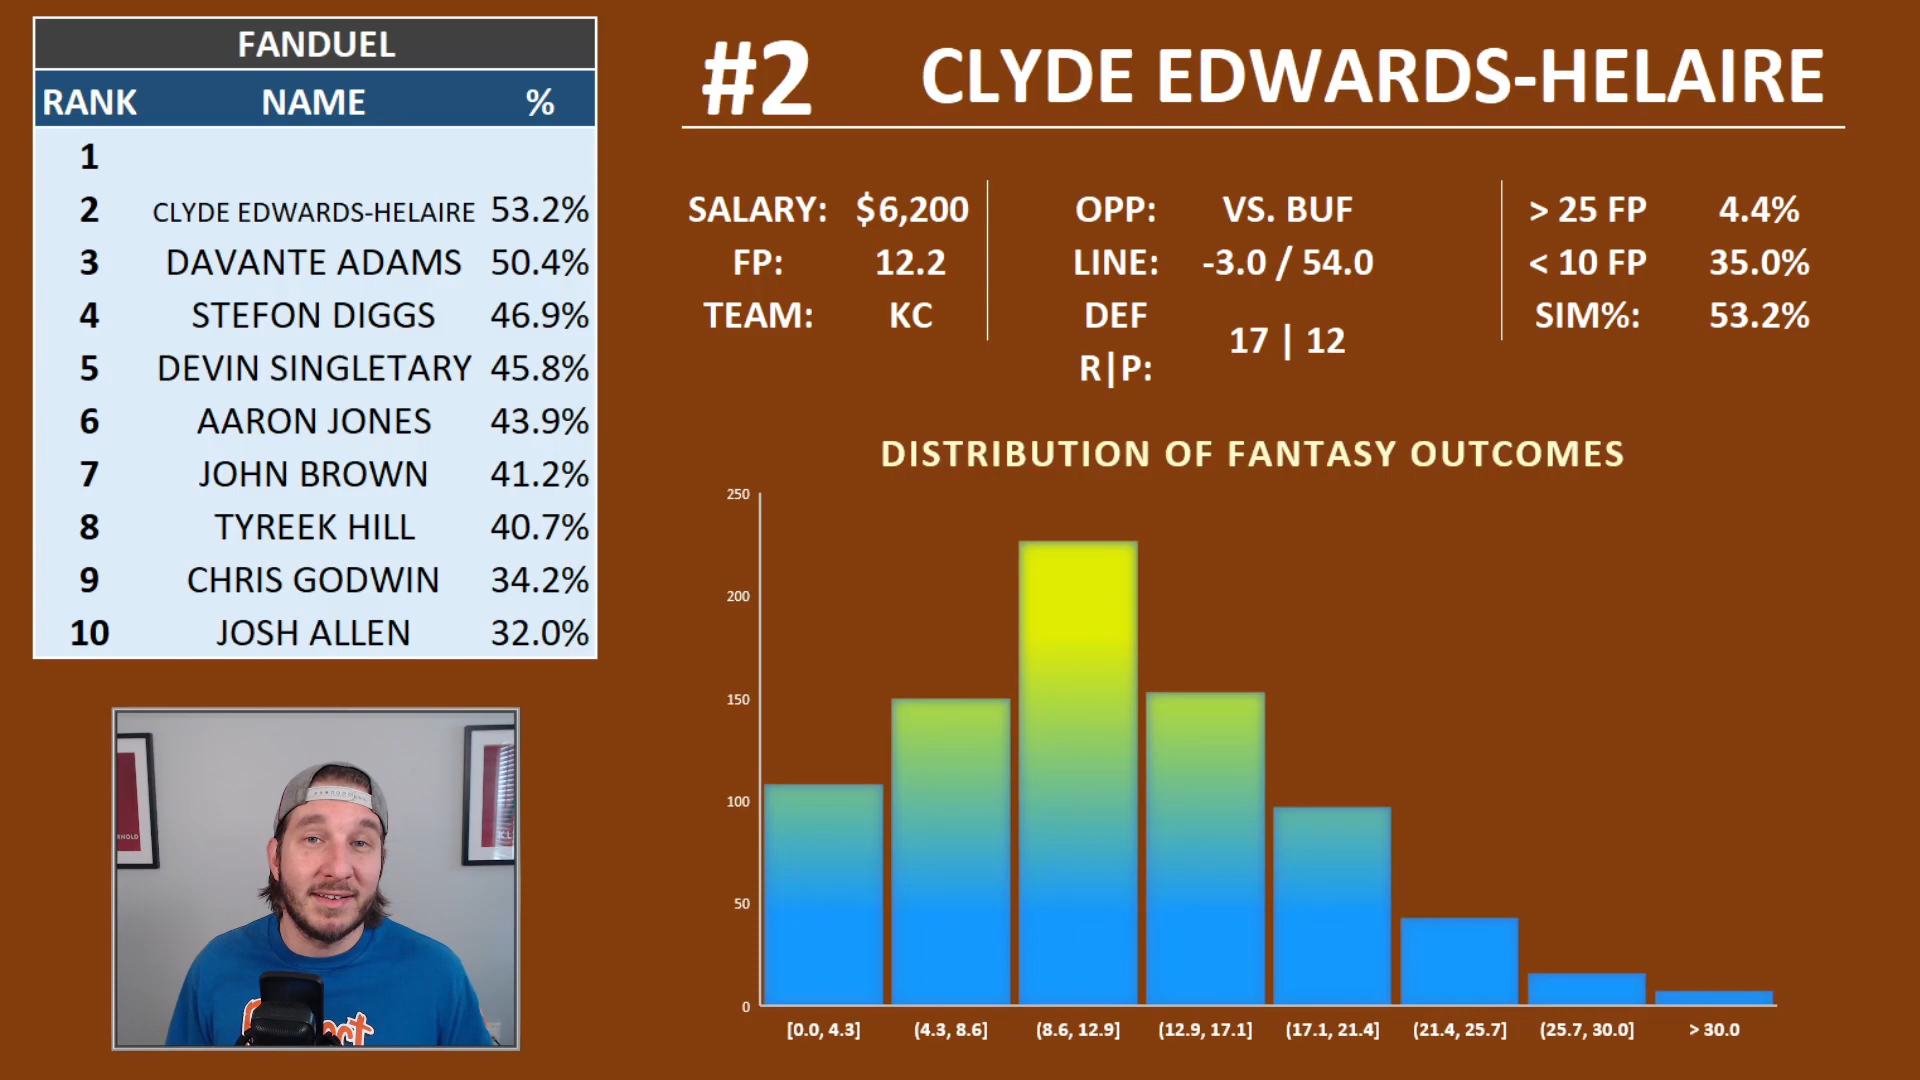 FANDUEL
RANK NAME %
1
2 CLYDE EDWARDS-HELAIRE 53.2%
3 DAVANTE ADAMS 50.4%
4 STEFON DIGGS 46.9%
5 DEVIN SINGLETARY 45.8%
6 AARON JONES 43.9%
7 JOHN BROWN 41.2%
8 TYREEK HILL 40.7%
9 CHRIS GODWIN 34.2%
10 JOSH ALLEN 32.0%
#2 CLYDE EDWARDS-HELAIRE
SALARY: $6,200
FP: 12.2
TEAM: KC
OPP: VS. BUF
LINE: -3.0 / 54.0
DEF
R|P: 17 | 12
> 25 FP 4.4%
< 10 FP 35.0%
SIM%: 53.2%
DISTRIBUTION OF FANTASY OUTCOMES
250
200
150
100
50
0
[0.0, 4.3] (4.3, 8.6] (8.6, 12.9] (12.9, 17.1] (17.1, 21.4] (21.4, 25.7] (25.7, 30.0] > 30.0